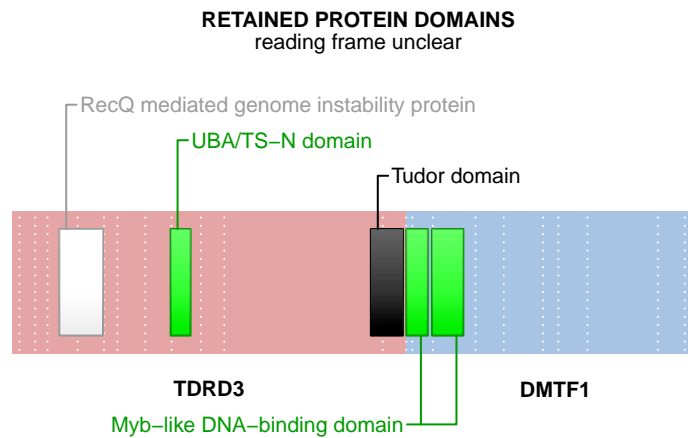 RETAINED PROTEIN DOMAINS
reading frame unclear
RecQ mediated genome instability protein
UBA/TS−N domain
Tudor domain
TDRD3
DMTF1
Myb−like DNA−binding domain